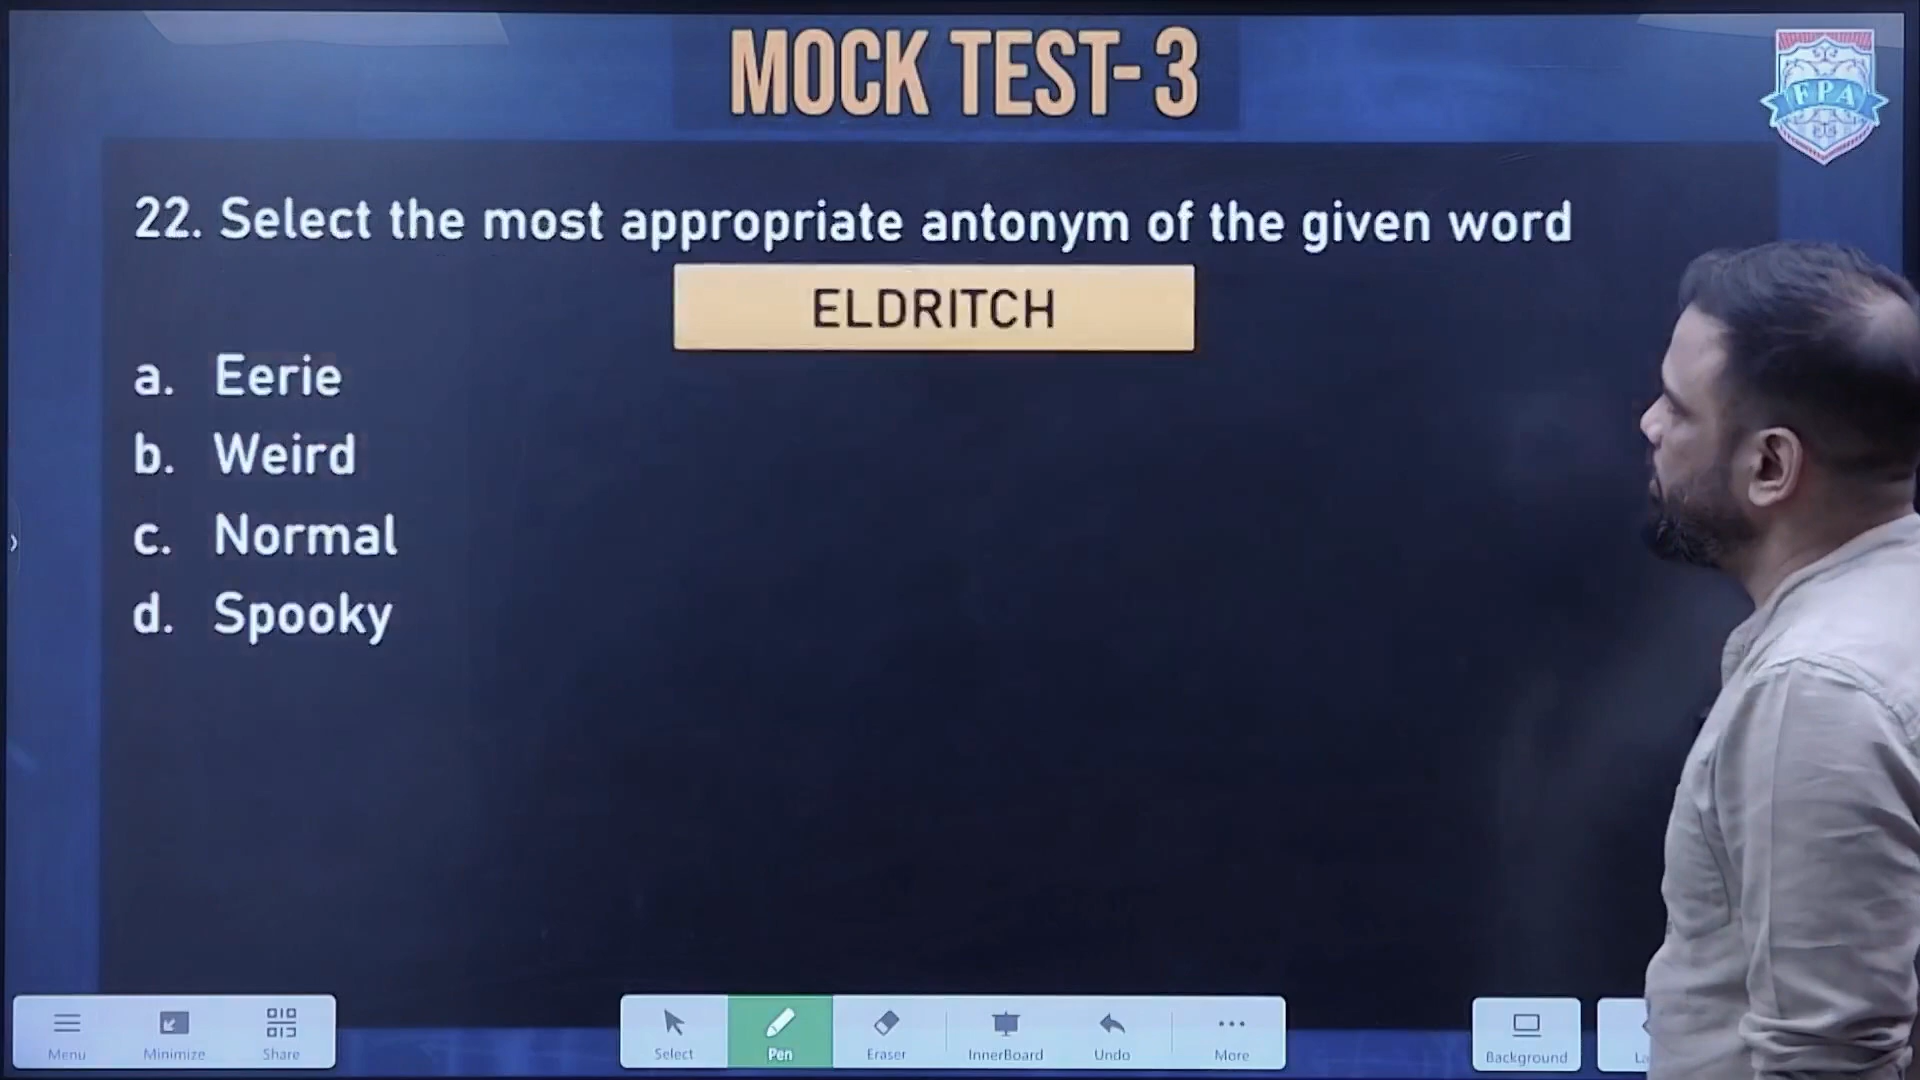 MOCK TEST-3
FPA
22. Select the most appropriate antonym of the given word
ELDRITCH
a. Eerie
b. Weird
c. Normal
d. Spooky
Menu
Minimize
Share
Select
Pen
Eraser
InnerBoard
Undo
More
Background